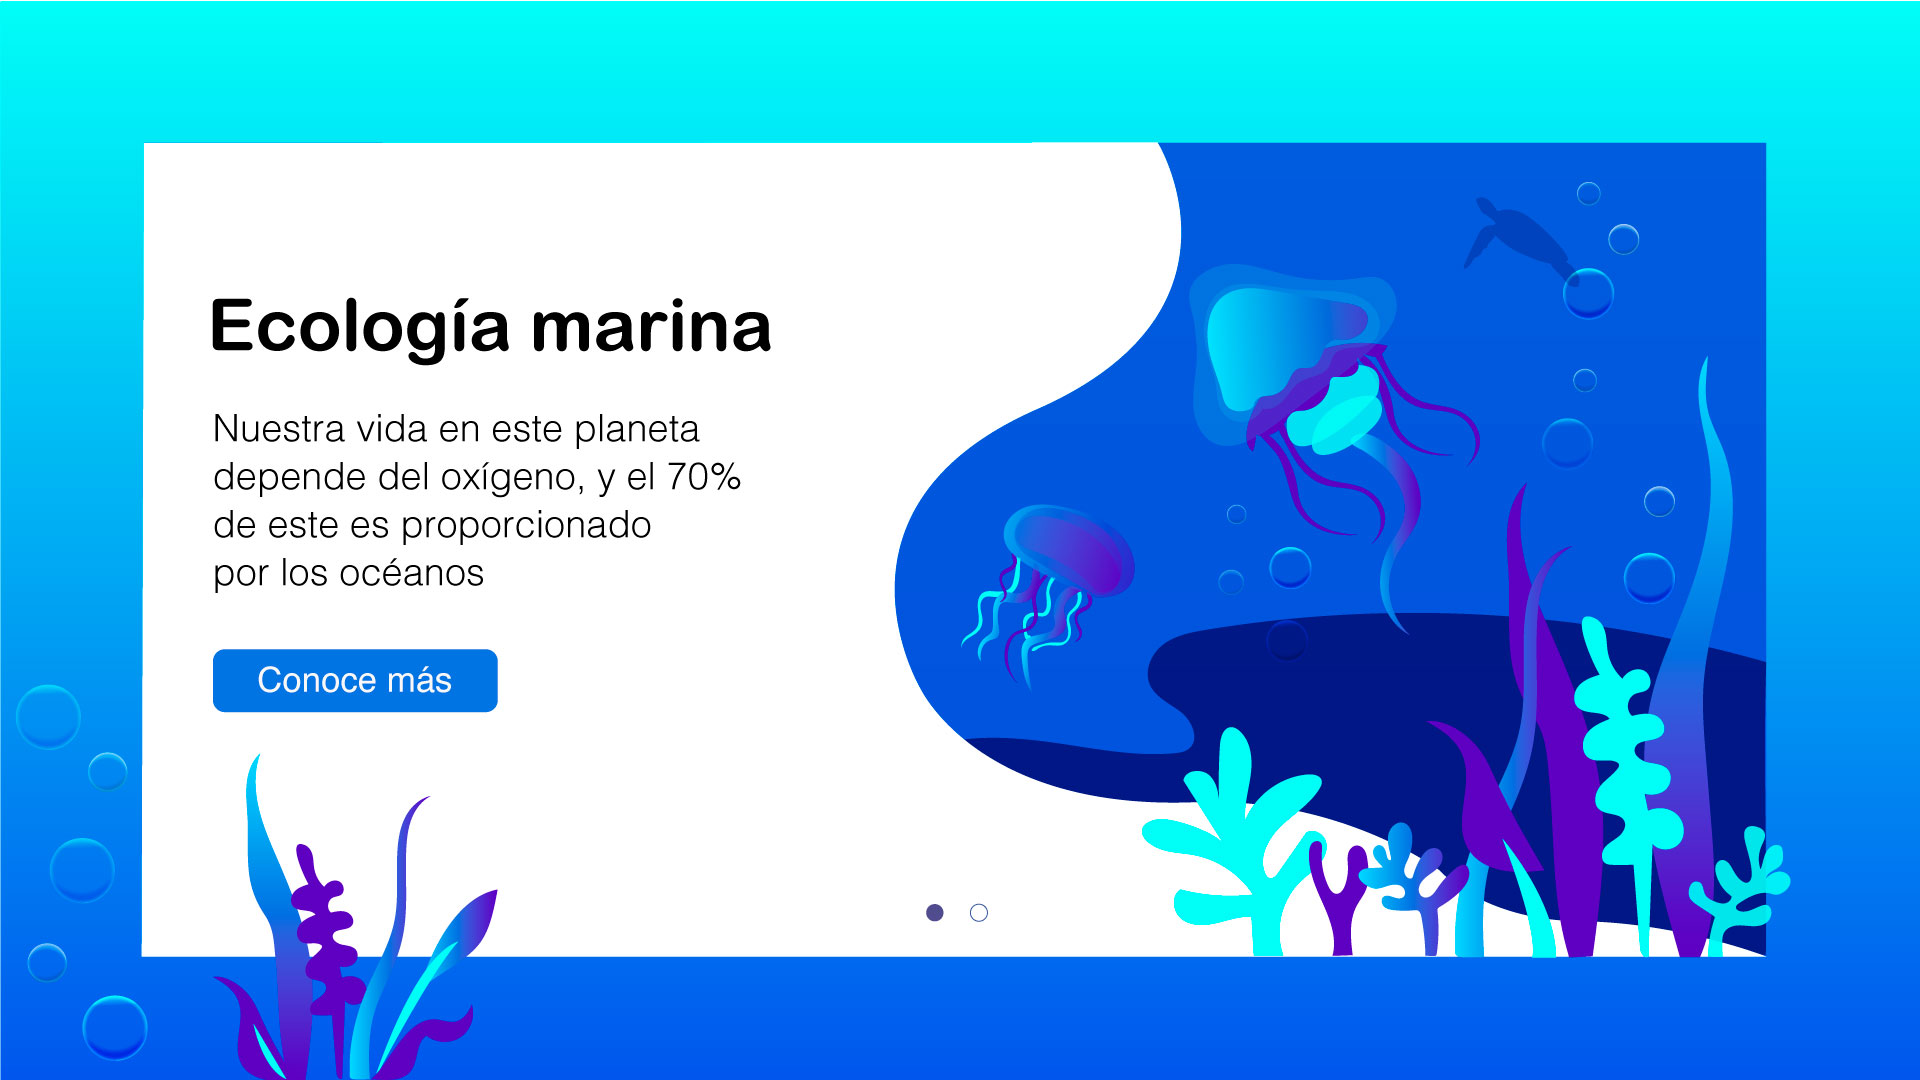 Ecología marina
Nuestra vida en este planeta
depende del oxígeno, y el 70%
de este es proporcionado
por los océanos
Conoce más